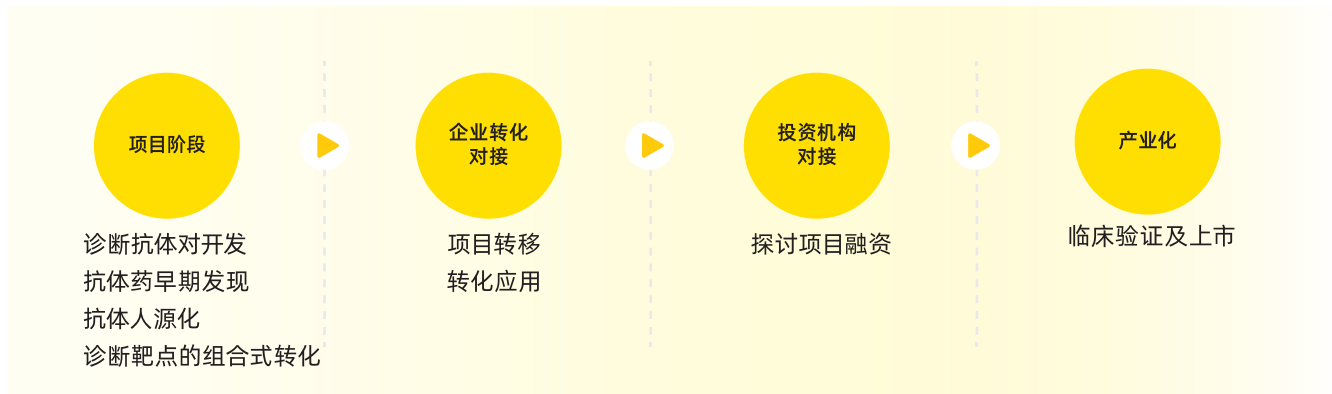 项目阶段
诊断抗体对开发
抗体药早期发现
抗体人源化
诊断靶点的组合式转化
企业转化
对接
项目转移
转化应用
投资机构
对接
探讨项目融资
产业化
临床验证及上市